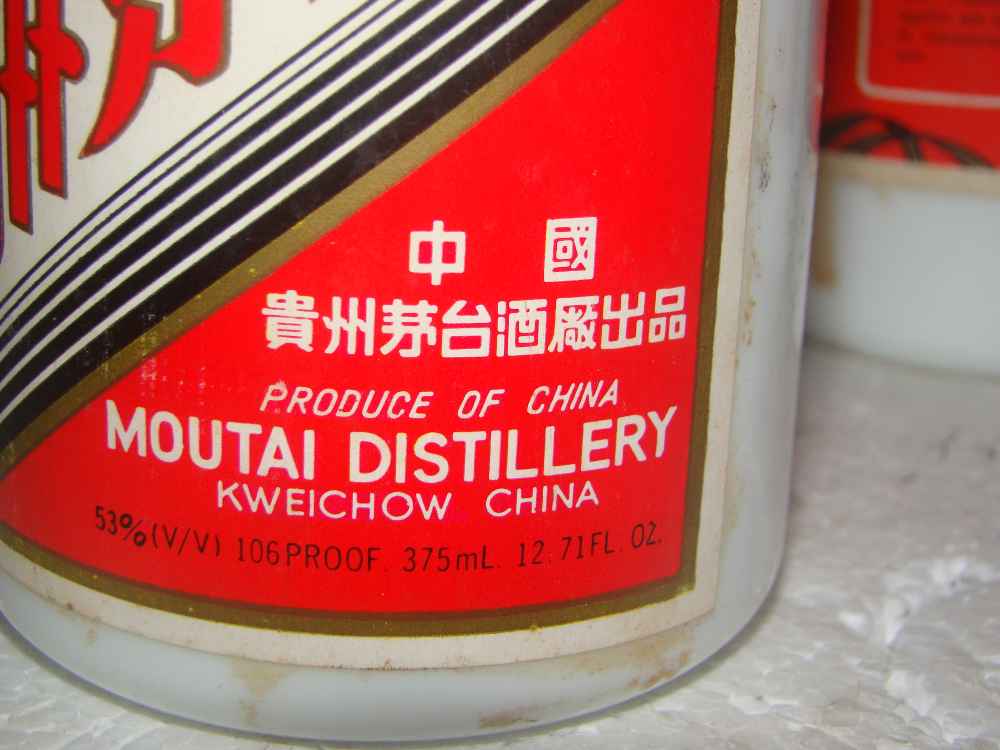 中 國
貴州茅台酒厰出品
PRODUCE OF CHINA
MOUTAI DISTILLERY
KWEICHOW CHINA
53%(V/V) 106PROOF. 375mL. 12.71FL. OZ.